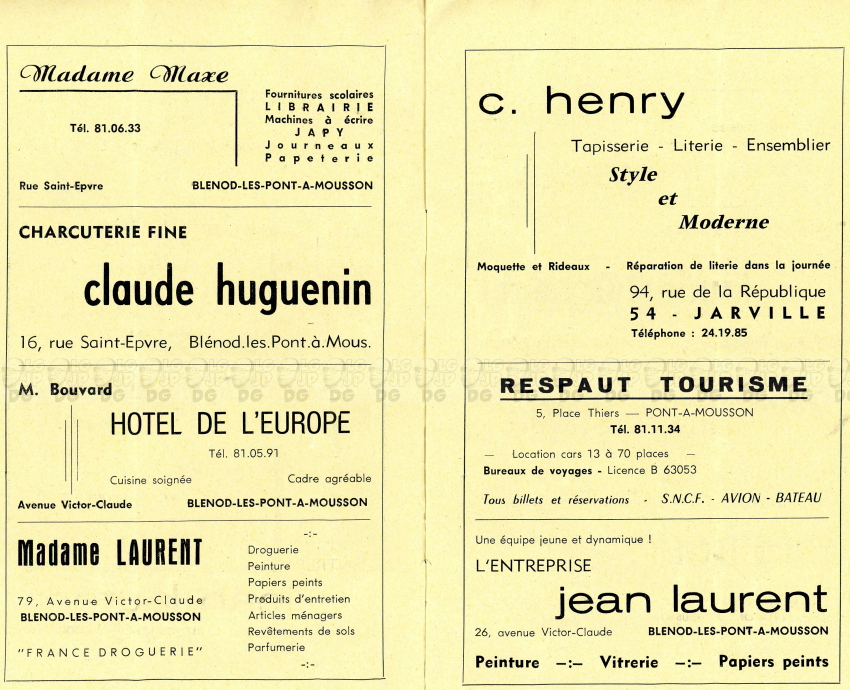 Madame Maxe
Fournitures scolaires
LIBRAIRIE
Machines à écrire
JAPY
Journeaux
Papeterie
Tél. 81.06.33
Rue Saint-Epvre
BLENOD-LES-PONT-A-MOUSSON
CHARCUTERIE FINE
claude huguenin
16, rue Saint-Epvre, Blénod.les.Pont.à.Mous.
M. Bouvard
HOTEL DE L'EUROPE
Tél. 81.05.91
Cuisine soignée
Cadre agréable
Avenue Victor-Claude
BLENOD-LES-PONT-A-MOUSSON
Madame LAURENT
79, Avenue Victor-Claude
BLENOD-LES-PONT-A-MOUSSON
"FRANCE DROGUERIE"
-:-
Droguerie
Peinture
Papiers peints
Produits d'entretien
Articles ménagers
Revêtements de sols
Parfumerie
-:-
c. henry
Tapisserie - Literie - Ensemblier
Style
et
Moderne
Moquette et Rideaux - Réparation de literie dans la journée
94, rue de la République
54 - JARVILLE
Téléphone : 24.19.85
RESPAUT TOURISME
5, Place Thiers — PONT-A-MOUSSON
Tél. 81.11.34
— Location cars 13 à 70 places —
Bureaux de voyages - Licence B 63053
Tous billets et réservations - S.N.C.F. - AVION - BATEAU
Une équipe jeune et dynamique !
L'ENTREPRISE
jean laurent
26, avenue Victor-Claude
BLENOD-LES-PONT-A-MOUSSON
Peinture -:- Vitrerie -:- Papiers peints